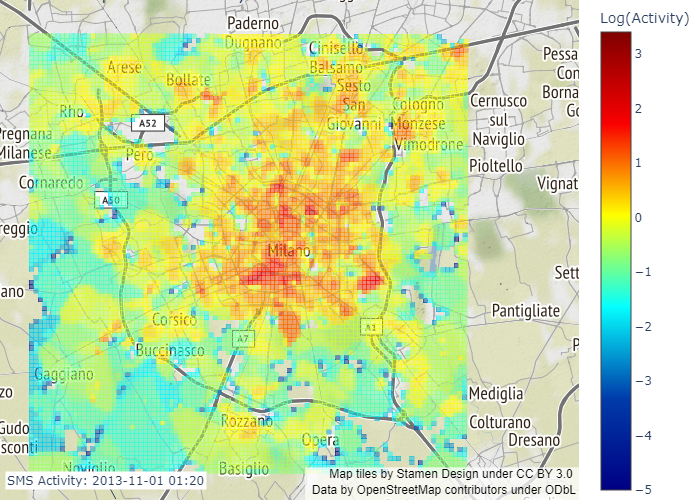 Log(Activity)
3
2
1
0
−1
−2
−3
−4
−5
Paderno
Dugnano
Cinisello
Balsamo
Arese
Bollate
Sesto
San
Giovanni
Cologno
Monzese
Rho
A52
Cernusco
sul
Naviglio
Pregnana
Milanese
Pero
Vimodrone
Pioltello
Cornaredo
A50
Vignat
reggio
Milano
Sett
ano
Pantigliate
Corsico
A7
A1
Buccinasco
Gaggiano
Mediglia
Rozzano
Colturano
Dresano
Gudo
sconti
Opera
Noviglio
Basiglio
Pessa
Con
Borna
Go
zo
P
SMS Activity: 2013-11-01 01:20
Map tiles by Stamen Design under CC BY 3.0
Data by OpenStreetMap contributors under ODbL